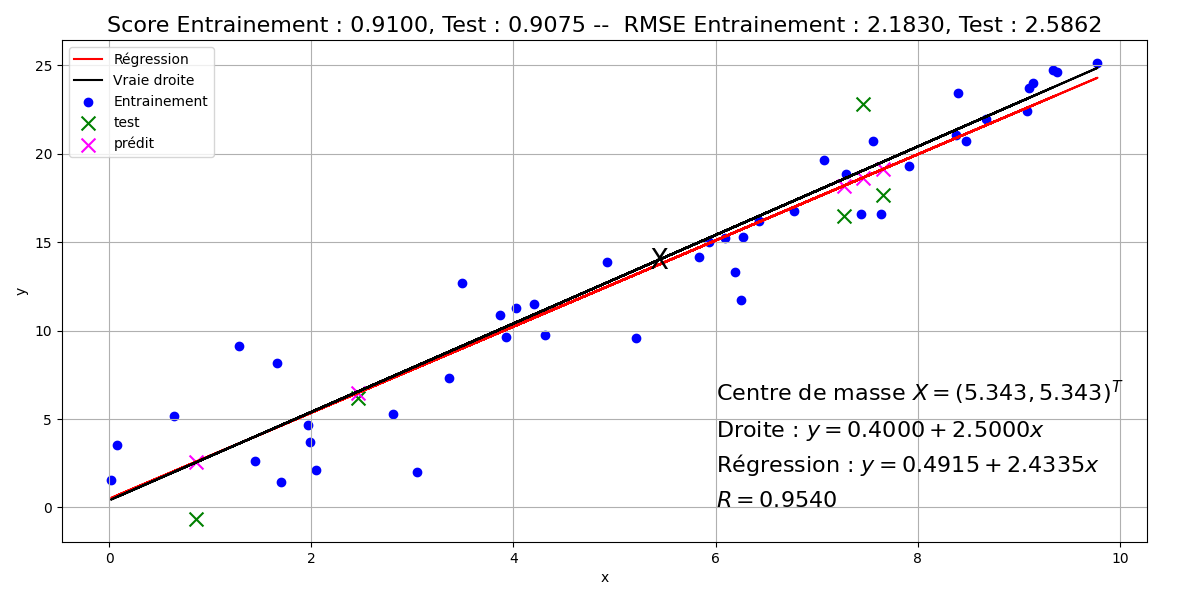 Score Entrainement : 0.9100, Test : 0.9075 -- RMSE Entrainement : 2.1830, Test : 2.5862
Régression
Vraie droite
Entrainement
test
prédit
25
20
15
10
5
0
y
X
Centre de masse X = (5.343, 5.343)^T
Droite : y = 0.4000 + 2.5000x
Régression : y = 0.4915 + 2.4335x
R = 0.9540
0 2 4 6 8 10
x